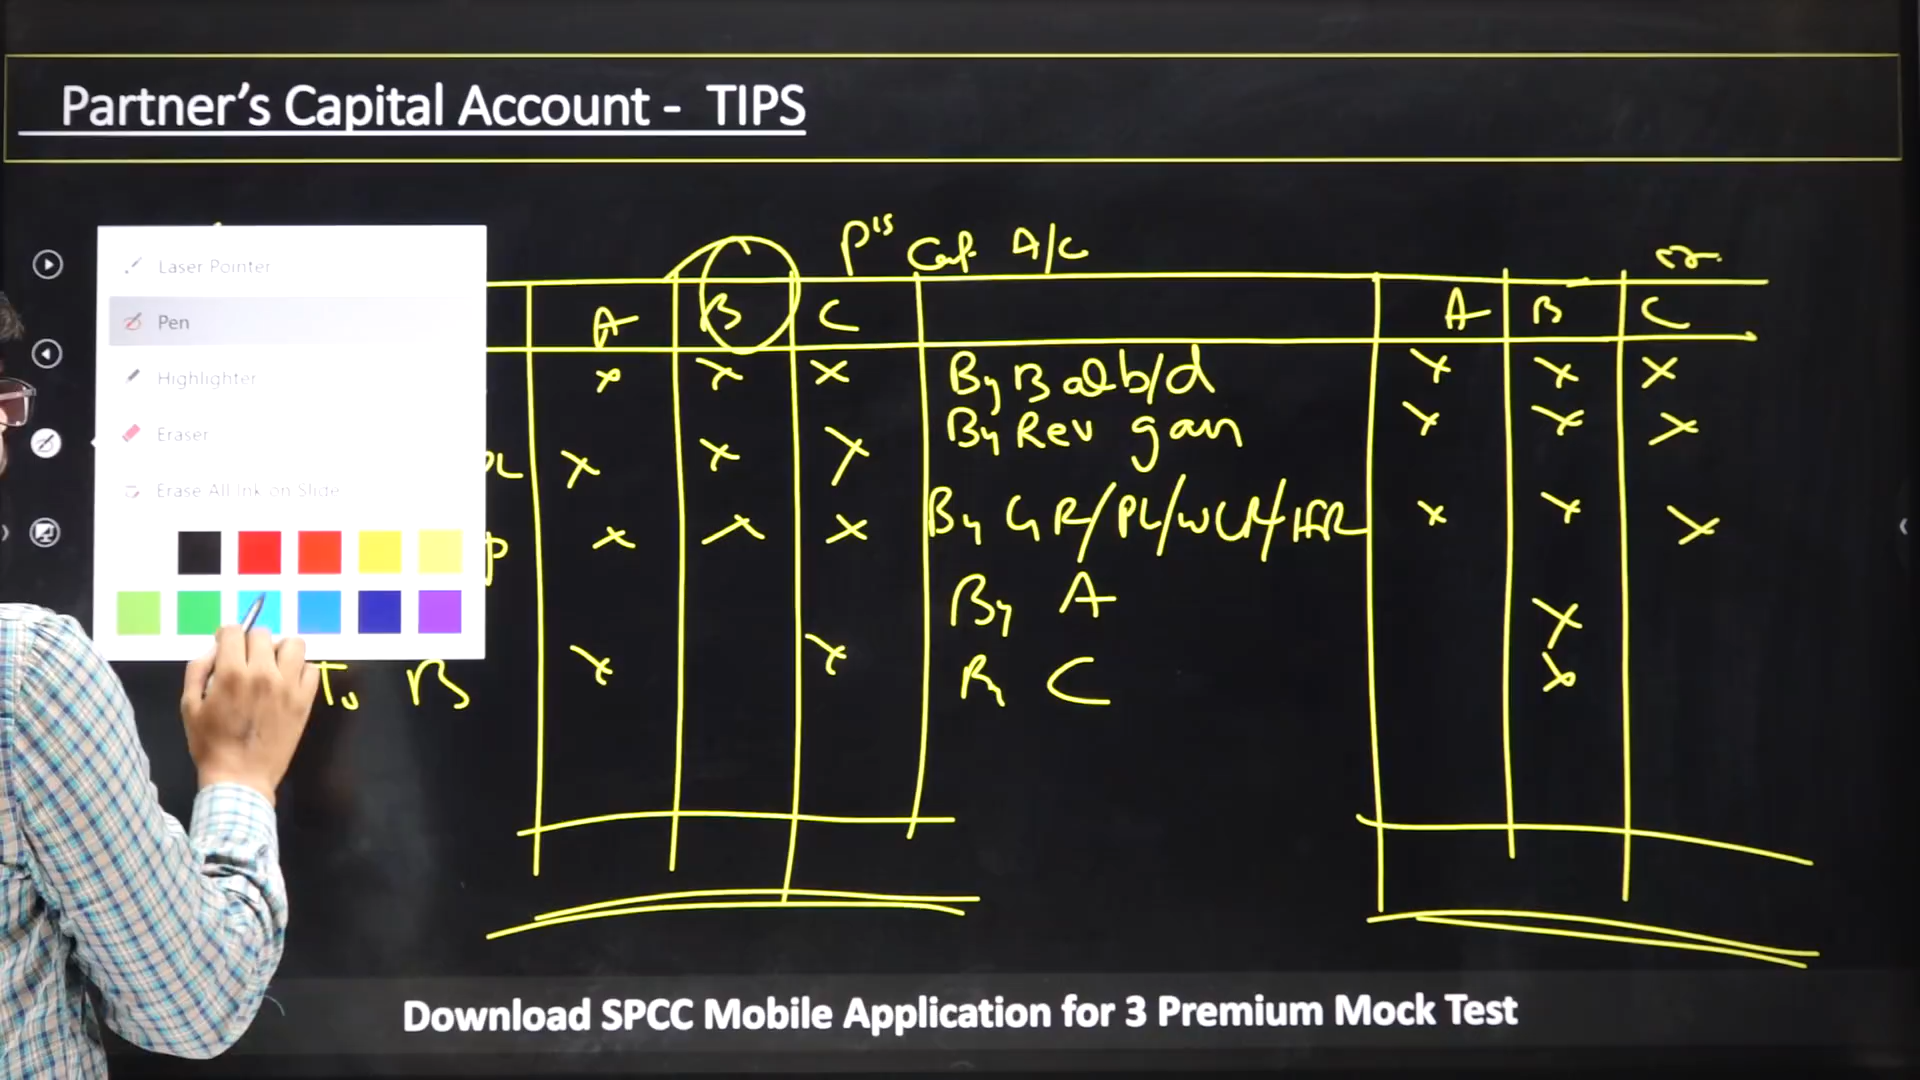 Partner's Capital Account - TIPS
Prs Cap A/C
Cr.
A B C A B C
Laser Pointer
Pen
Highlighter
Eraser
Erase All Ink on Slide
x x x By Bal b/d x x x
x x x By Rev gain x x x
x x x By GR/PL/WCR/IFR x x x
By A x
To B x x By C x
Download SPCC Mobile Application for 3 Premium Mock Test